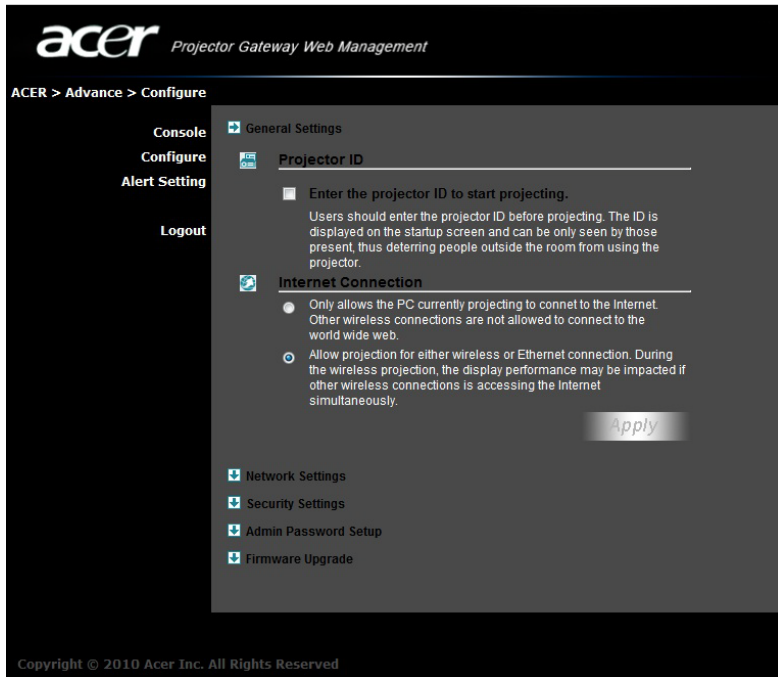 acer Projector Gateway Web Management
ACER > Advance > Configure
Console
Configure
Alert Setting
Logout
General Settings
Projector ID
Enter the projector ID to start projecting.
Users should enter the projector ID before projecting. The ID is
displayed on the startup screen and can be only seen by those
present, thus deterring people outside the room from using the
projector.
Internet Connection
Only allows the PC currently projecting to connet to the Internet.
Other wireless connections are not allowed to connect to the
world wide web.
Allow projection for either wireless or Ethernet connection. During
the wireless projection, the display performance may be impacted if
other wireless connections is accessing the Internet
simultaneously.
Apply
Network Settings
Security Settings
Admin Password Setup
Firmware Upgrade
Copyright © 2010 Acer Inc. All Rights Reserved